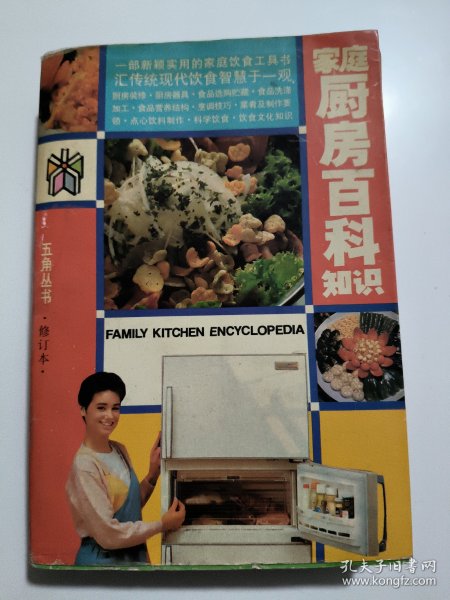 一部新颖实用的家庭饮食工具书
汇传统现代饮食智慧于一观，
厨房装修·厨房器具·食品选购贮藏·食品洗涤
加工·食品营养结构·烹调技巧·菜肴及制作要
领·点心饮料制作·科学饮食·饮食文化知识
家庭
厨房百科
知识
五角丛书
·修订本·
FAMILY KITCHEN ENCYCLOPEDIA
孔夫子旧书网
www.kongfz.com